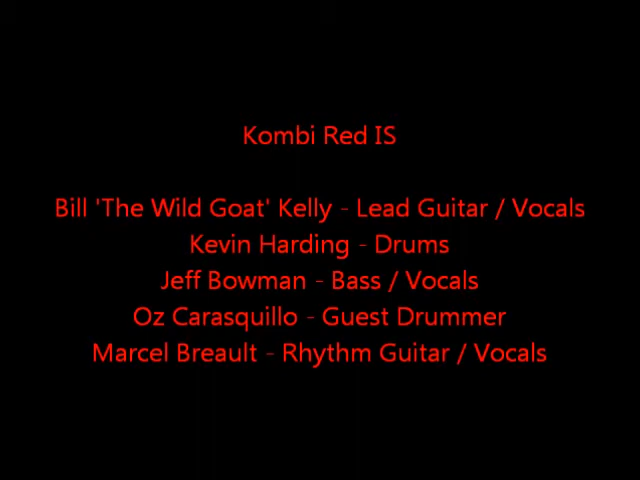 Kombi Red IS
Bill 'The Wild Goat' Kelly - Lead Guitar / Vocals
Kevin Harding - Drums
Jeff Bowman - Bass / Vocals
Oz Carasquillo - Guest Drummer
Marcel Breault - Rhythm Guitar / Vocals